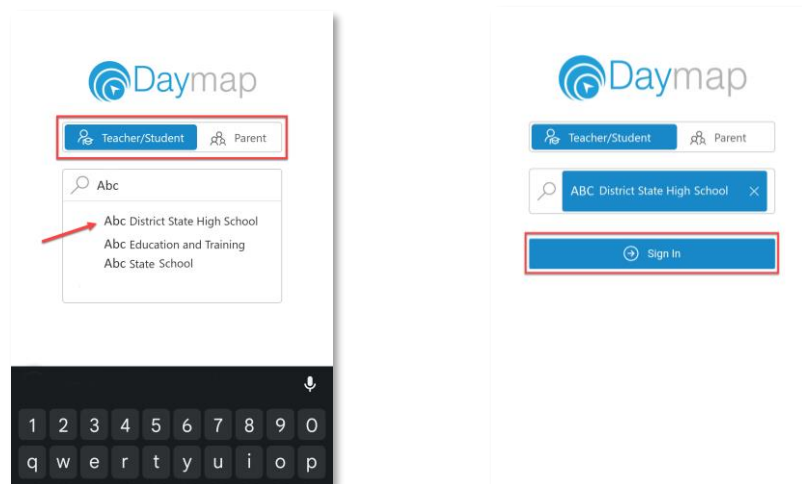 Daymap
Teacher/Student Parent
Abc
Abc District State High School
Abc Education and Training
Abc State School
1 2 3 4 5 6 7 8 9 0
q w e r t y u i o p
Daymap
Teacher/Student Parent
ABC District State High School
Sign In